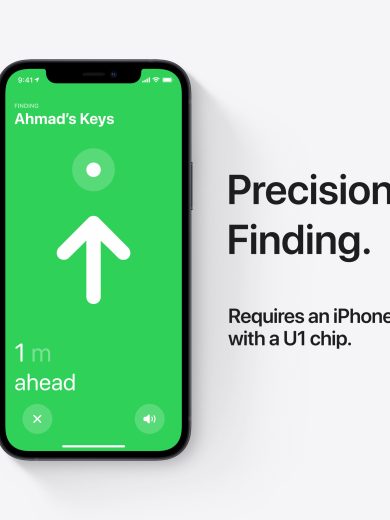 9:41
FINDING
Ahmad's Keys
1 m
ahead
Precision
Finding.
Requires an iPhone
with a U1 chip.